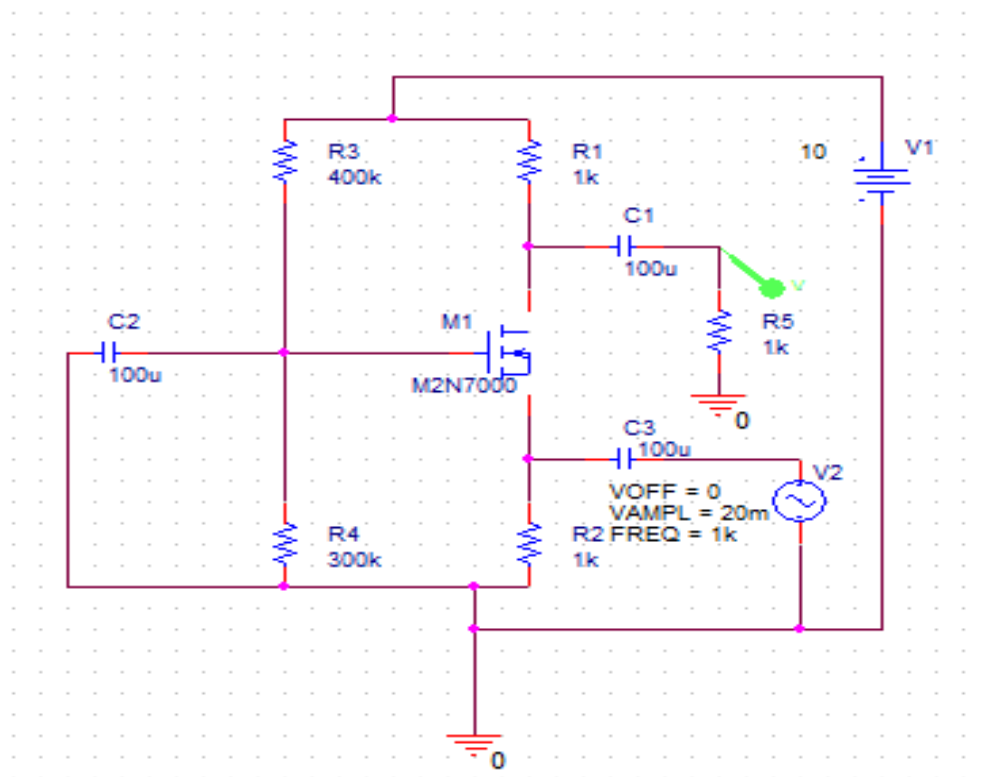 R3
400k
R1
1k
10
V1
C1
100u
V
C2
100u
M1
M2N7000
R5
1k
0
C3
100u
V2
VOFF = 0
VAMPL = 20m
FREQ = 1k
R4
300k
R2
1k
0